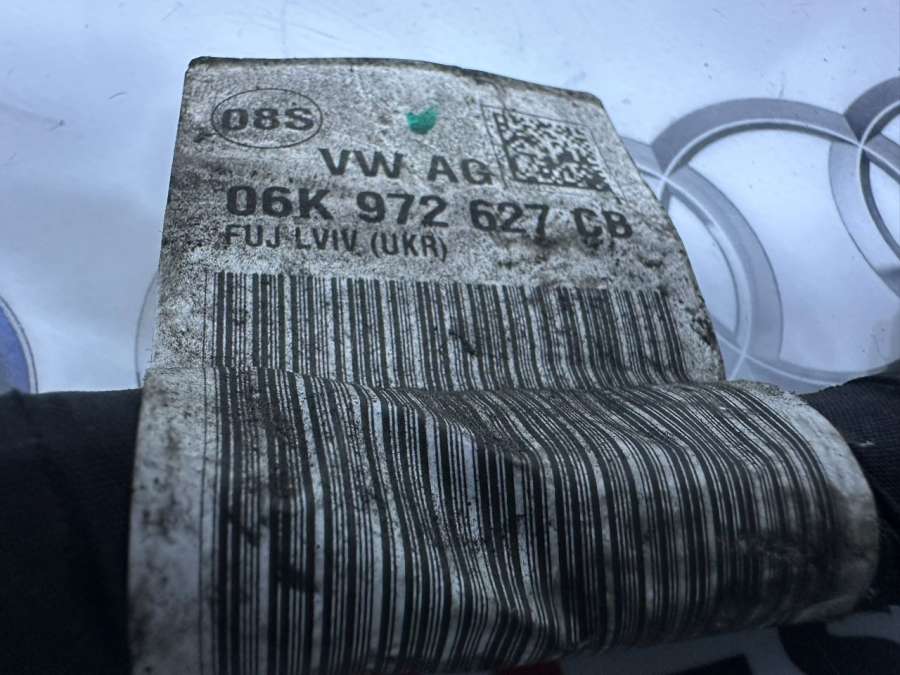 08S
VW AG
06K 972 627 CB
FUJ LVIV (UKR)